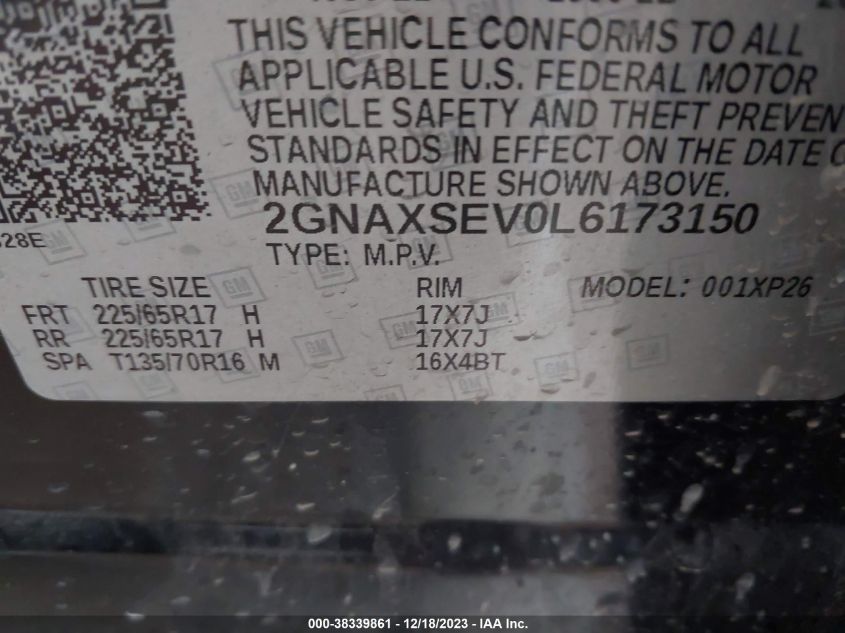 THIS VEHICLE CONFORMS TO ALL
APPLICABLE U.S. FEDERAL MOTOR
VEHICLE SAFETY AND THEFT PREVEN
STANDARDS IN EFFECT ON THE DATE O
MANUFACTURE SHOWN ABOVE.
2GNAXSEV0L6173150
28E
TYPE: M.P.V.
TIRE SIZE RIM MODEL: 001XP26
FRT 225/65R17 H 17X7J
RR 225/65R17 H 17X7J
SPA T135/70R16 M 16X4BT
GM
000-38339861 - 12/18/2023 - IAA Inc.